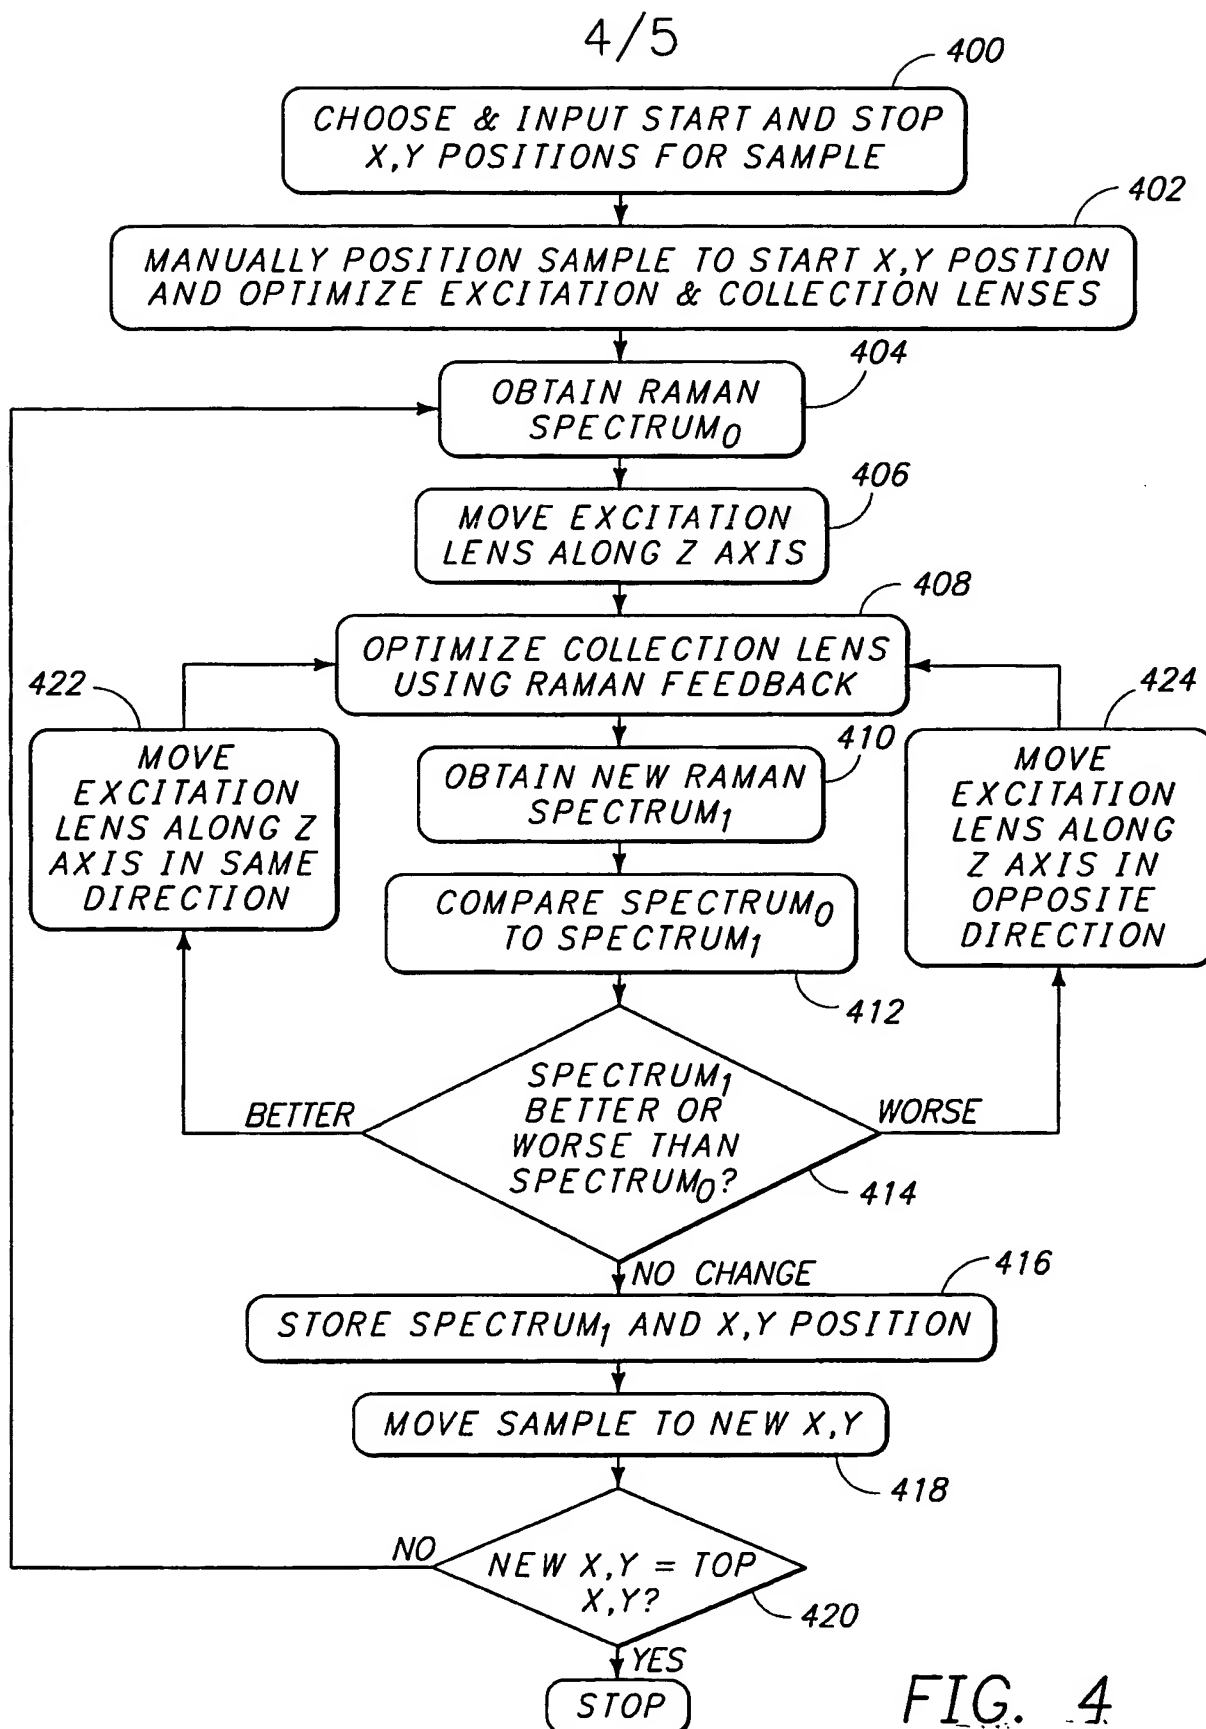 4/5
400
CHOOSE & INPUT START AND STOP
X,Y POSITIONS FOR SAMPLE
402
MANUALLY POSITION SAMPLE TO START X,Y POSTION
AND OPTIMIZE EXCITATION & COLLECTION LENSES
404
OBTAIN RAMAN
SPECTRUM0
406
MOVE EXCITATION
LENS ALONG Z AXIS
408
OPTIMIZE COLLECTION LENS
USING RAMAN FEEDBACK
422
MOVE
EXCITATION
LENS ALONG Z
AXIS IN SAME
DIRECTION
410
OBTAIN NEW RAMAN
SPECTRUM1
424
MOVE
EXCITATION
LENS ALONG
Z AXIS IN
OPPOSITE
DIRECTION
COMPARE SPECTRUM0
TO SPECTRUM1
412
SPECTRUM1
BETTER OR
WORSE THAN
SPECTRUM0?
BETTER
WORSE
414
NO CHANGE
416
STORE SPECTRUM1 AND X,Y POSITION
MOVE SAMPLE TO NEW X,Y
418
NO
NEW X,Y = TOP
X,Y?
420
YES
STOP
FIG. 4